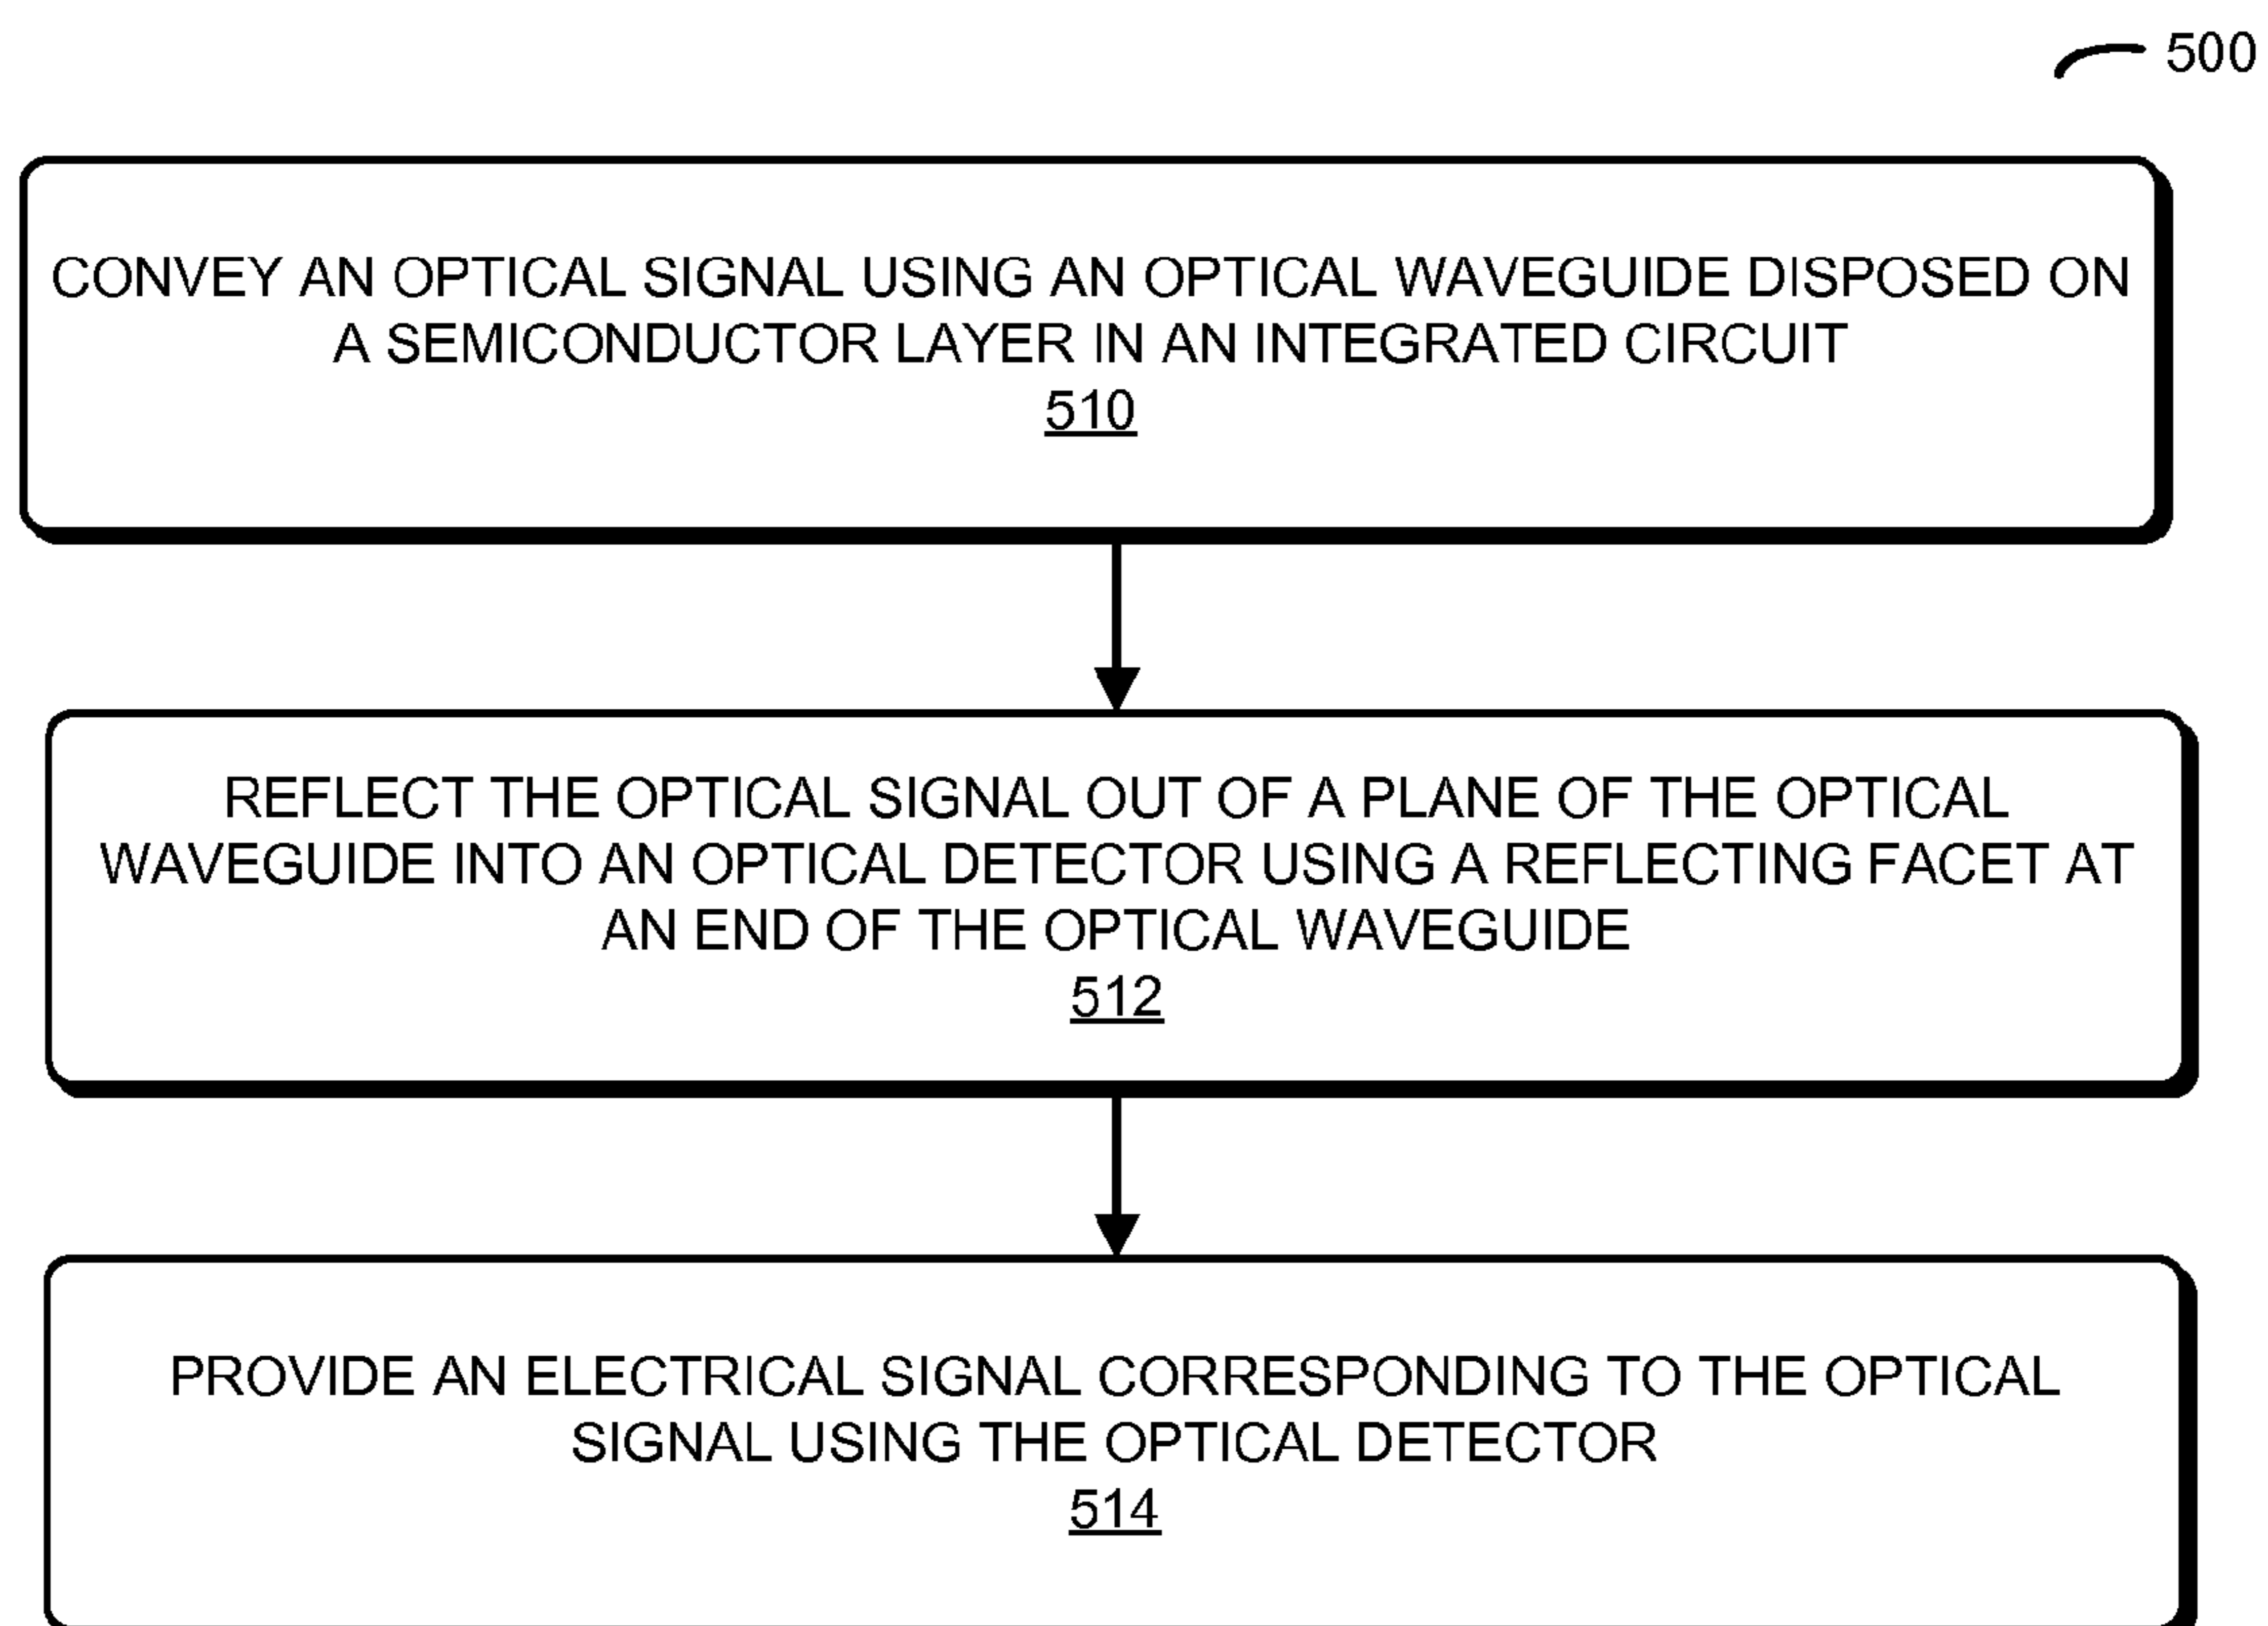 500
CONVEY AN OPTICAL SIGNAL USING AN OPTICAL WAVEGUIDE DISPOSED ON
A SEMICONDUCTOR LAYER IN AN INTEGRATED CIRCUIT
510
REFLECT THE OPTICAL SIGNAL OUT OF A PLANE OF THE OPTICAL
WAVEGUIDE INTO AN OPTICAL DETECTOR USING A REFLECTING FACET AT
AN END OF THE OPTICAL WAVEGUIDE
512
PROVIDE AN ELECTRICAL SIGNAL CORRESPONDING TO THE OPTICAL
SIGNAL USING THE OPTICAL DETECTOR
514